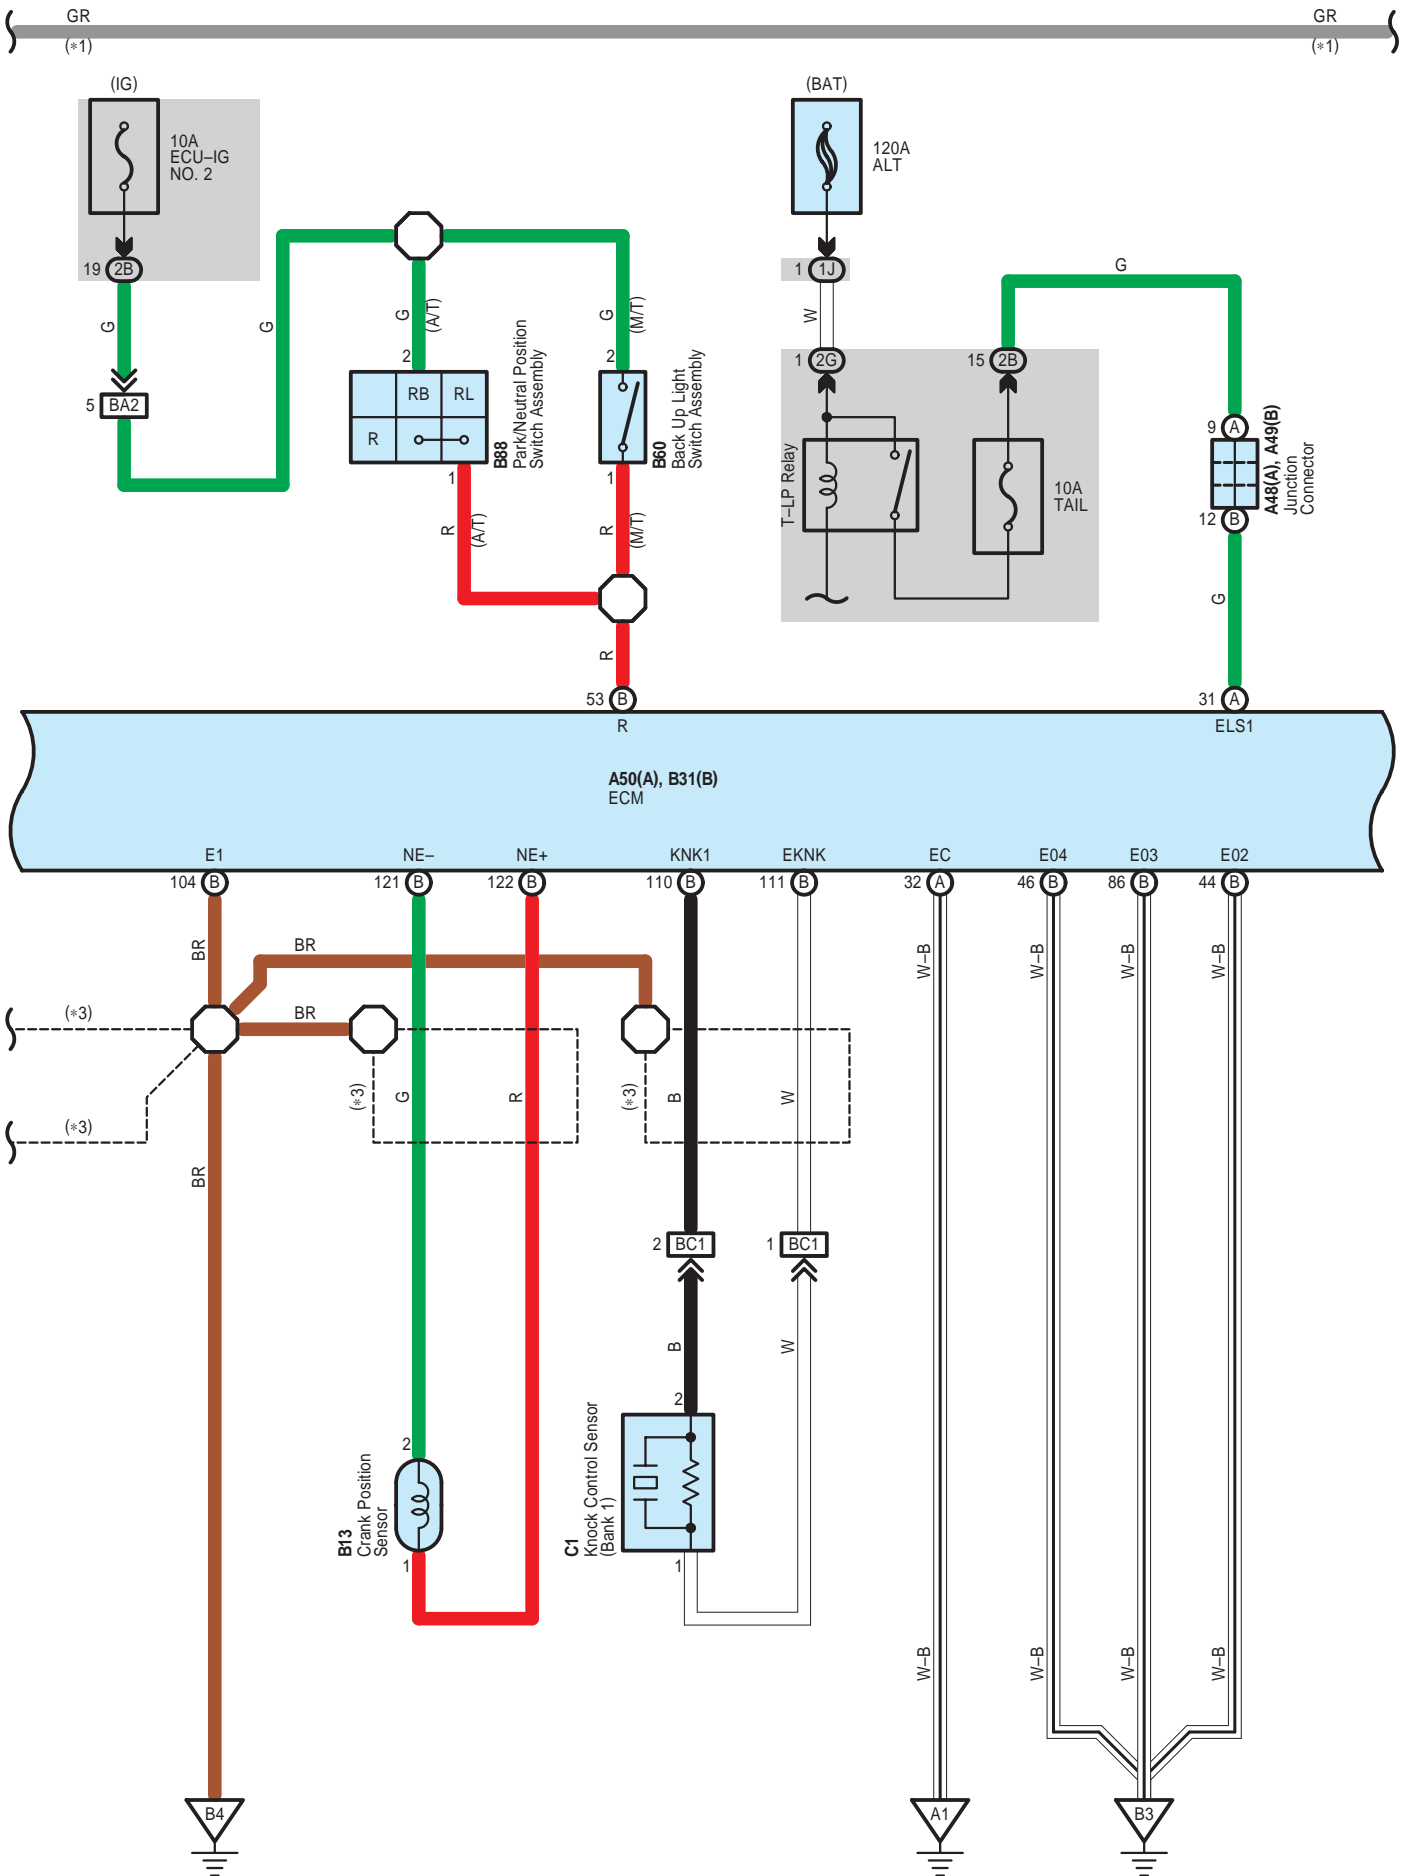 GR
GR
(*1)
(*1)
(IG)
(BAT)
10A
ECU–IG
NO. 2
120A
ALT
19 2B
1 1J
G
G
G
G
(A/T)
G
(M/T)
W
2
2
1 2G
15 2B
RB RL
R
B88
Park/Neutral Position
Switch Assembly
B60
Back Up Light
Switch Assembly
5 BA2
T–LP Relay
10A
TAIL
9 A
A48(A), A49(B)
Junction
Connector
12 B
1
1
R
(A/T)
R
(M/T)
G
R
53 B
31 A
R
ELS1
A50(A), B31(B)
ECM
E1 NE– NE+ KNK1 EKNK EC E04 E03 E02
104 B 121 B 122 B 110 B 111 B 32 A 46 B 86 B 44 B
BR
BR
W–B
W–B
W–B
W–B
(*3)
BR
(*3)
G
R
(*3)
B
W
(*3)
BR
2 BC1
1 BC1
B
W
2
2
B13
Crank Position
Sensor
C1
Knock Control Sensor
(Bank 1)
1
1
W–B
W–B
W–B
W–B
B4
A1
B3